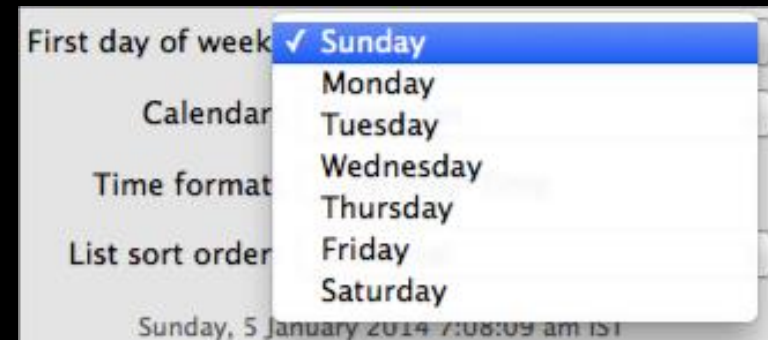 First day of week ✓ Sunday
Monday
Calendar
Tuesday
Wednesday
Time format
Thursday
List sort order
Friday
Saturday
Sunday, 5 January 2014 7:08:09 am IST